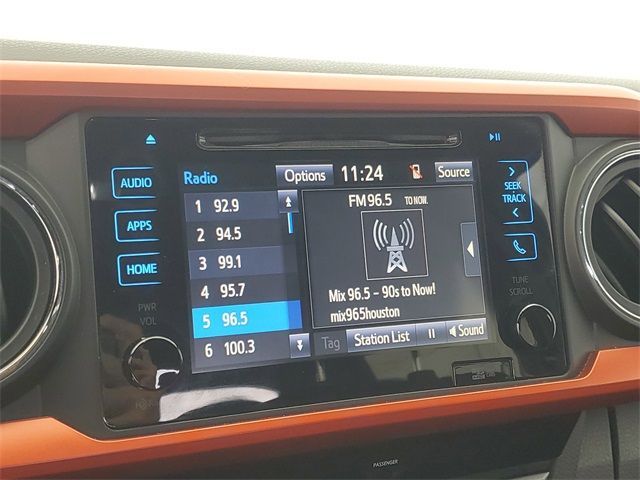 AUDIO
APPS
HOME
PWR
VOL
Radio
Options
11:24
Source
1 92.9
2 94.5
3 99.1
4 95.7
5 96.5
6 100.3
FM96.5
TO NOW.
Mix 96.5 - 90s to Now!
mix965houston
Tag
Station List
Sound
SEEK
TRACK
TUNE
SCROLL
PASSENGER